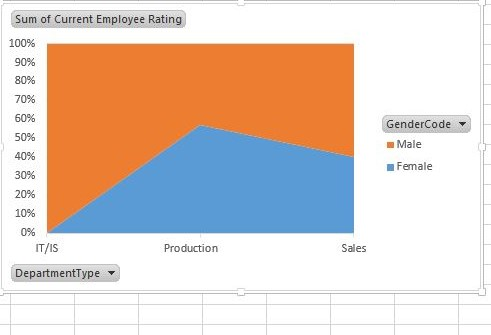 Sum of Current Employee Rating
100%
90%
80%
70%
60%
50%
40%
30%
20%
10%
0%
IT/IS Production Sales
GenderCode
Male
Female
DepartmentType